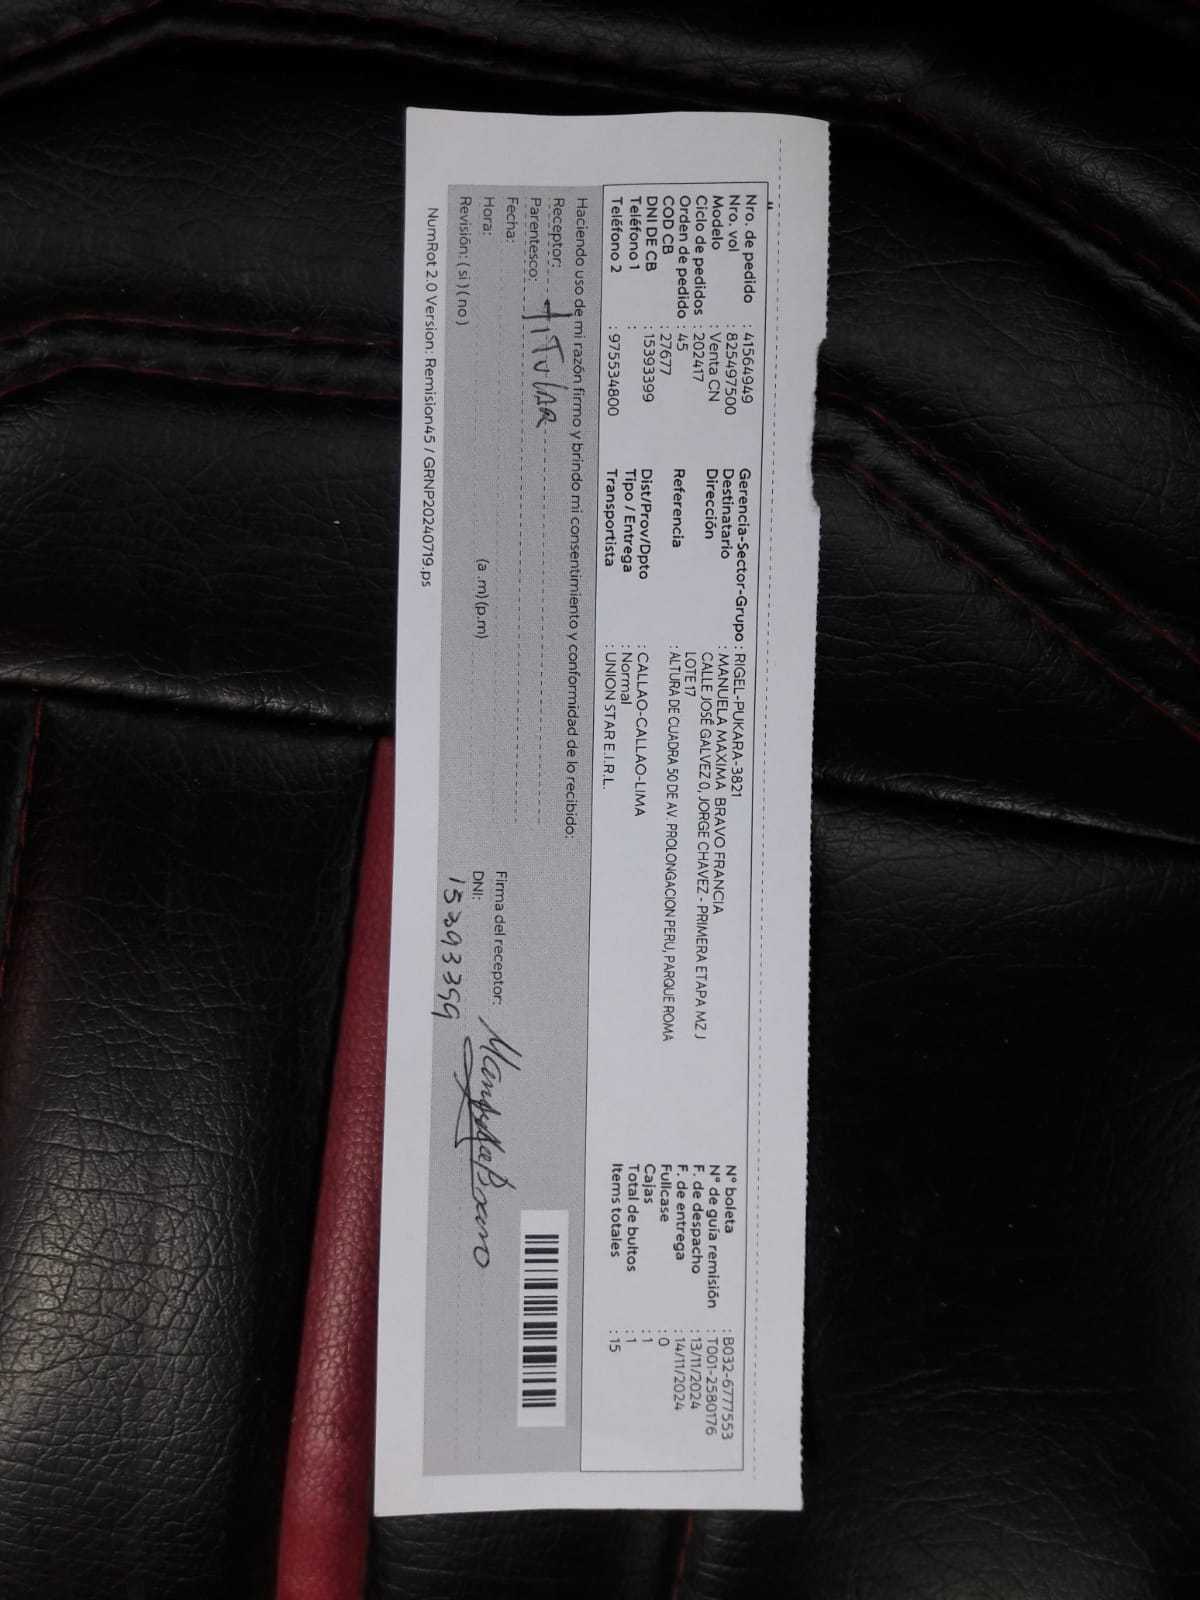 Nro. de pedido : 41564949
Nro. vol : 825497500
Modelo : Venta CN
Ciclo de pedidos : 202417
Orden de pedido : 45
COD CB : 27677
DNI DE CB : 15393399
Teléfono 1 :
Teléfono 2 : 975534800
Gerencia-Sector-Grupo : RIGEL-PUKARA-3821
Destinatario : MANUELA MAXIMA BRAVO FRANCIA
Dirección CALLE JOSÉ GALVEZ 0, JORGE CHAVEZ - PRIMERA ETAPA MZ J
LOTE 17
Referencia : ALTURA DE CUADRA 50 DE AV. PROLONGACION PERU, PARQUE ROMA
Dist/Prov/Dpto : CALLAO-CALLAO-LIMA
Tipo / Entrega : Normal
Transportista : UNION STAR E.I.R.L.
N° boleta : B032-6777553
N° de guía remisión : T001-2580176
F. de despacho : 13/11/2024
F. de entrega : 14/11/2024
Fullcase : 0
Cajas : 1
Total de bultos : 1
Items totales : 15
Haciendo uso de mi razón firmo y brindo mi consentimiento y conformidad de lo recibido:
Receptor:
Parentesco: TITULAR
Fecha:
Hora: (a .m) (p.m)
Revisión: ( si ) ( no )
Firma del receptor: Manuela Bravo
DNI: 15393399
NumRot 2.0 Version: Remision45 / GRNP20240719.ps